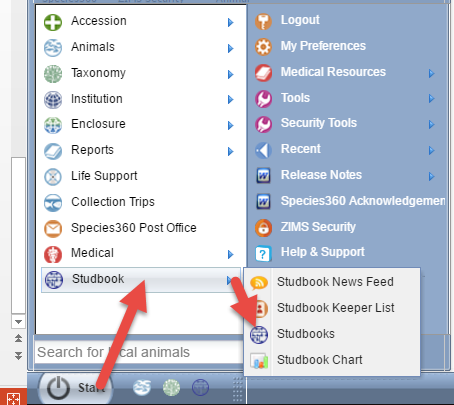 Accession
Animals
Taxonomy
Institution
Enclosure
Reports
Life Support
Collection Trips
Species360 Post Office
Medical
Studbook
Logout
My Preferences
Medical Resources
Tools
Security Tools
Recent
Release Notes
Species360 Acknowledgemen
ZIMS Security
Help & Support
Studbook News Feed
Studbook Keeper List
Studbooks
Studbook Chart
Search for local animals
Start